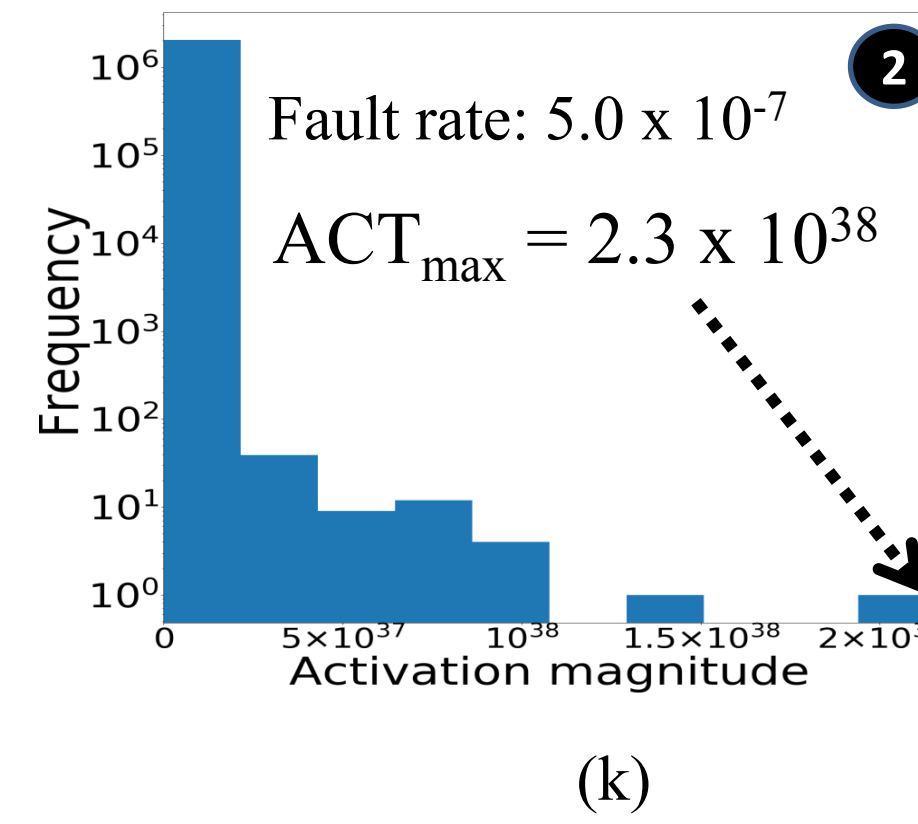 2
10⁶
Fault rate: 5.0 x 10⁻⁷
10⁵
ACTₘₐₓ = 2.3 x 10³⁸
10⁴
10³
10²
10¹
10⁰
Frequency
0 5×10³⁷ 10³⁸ 1.5×10³⁸
Activation magnitude
(k)